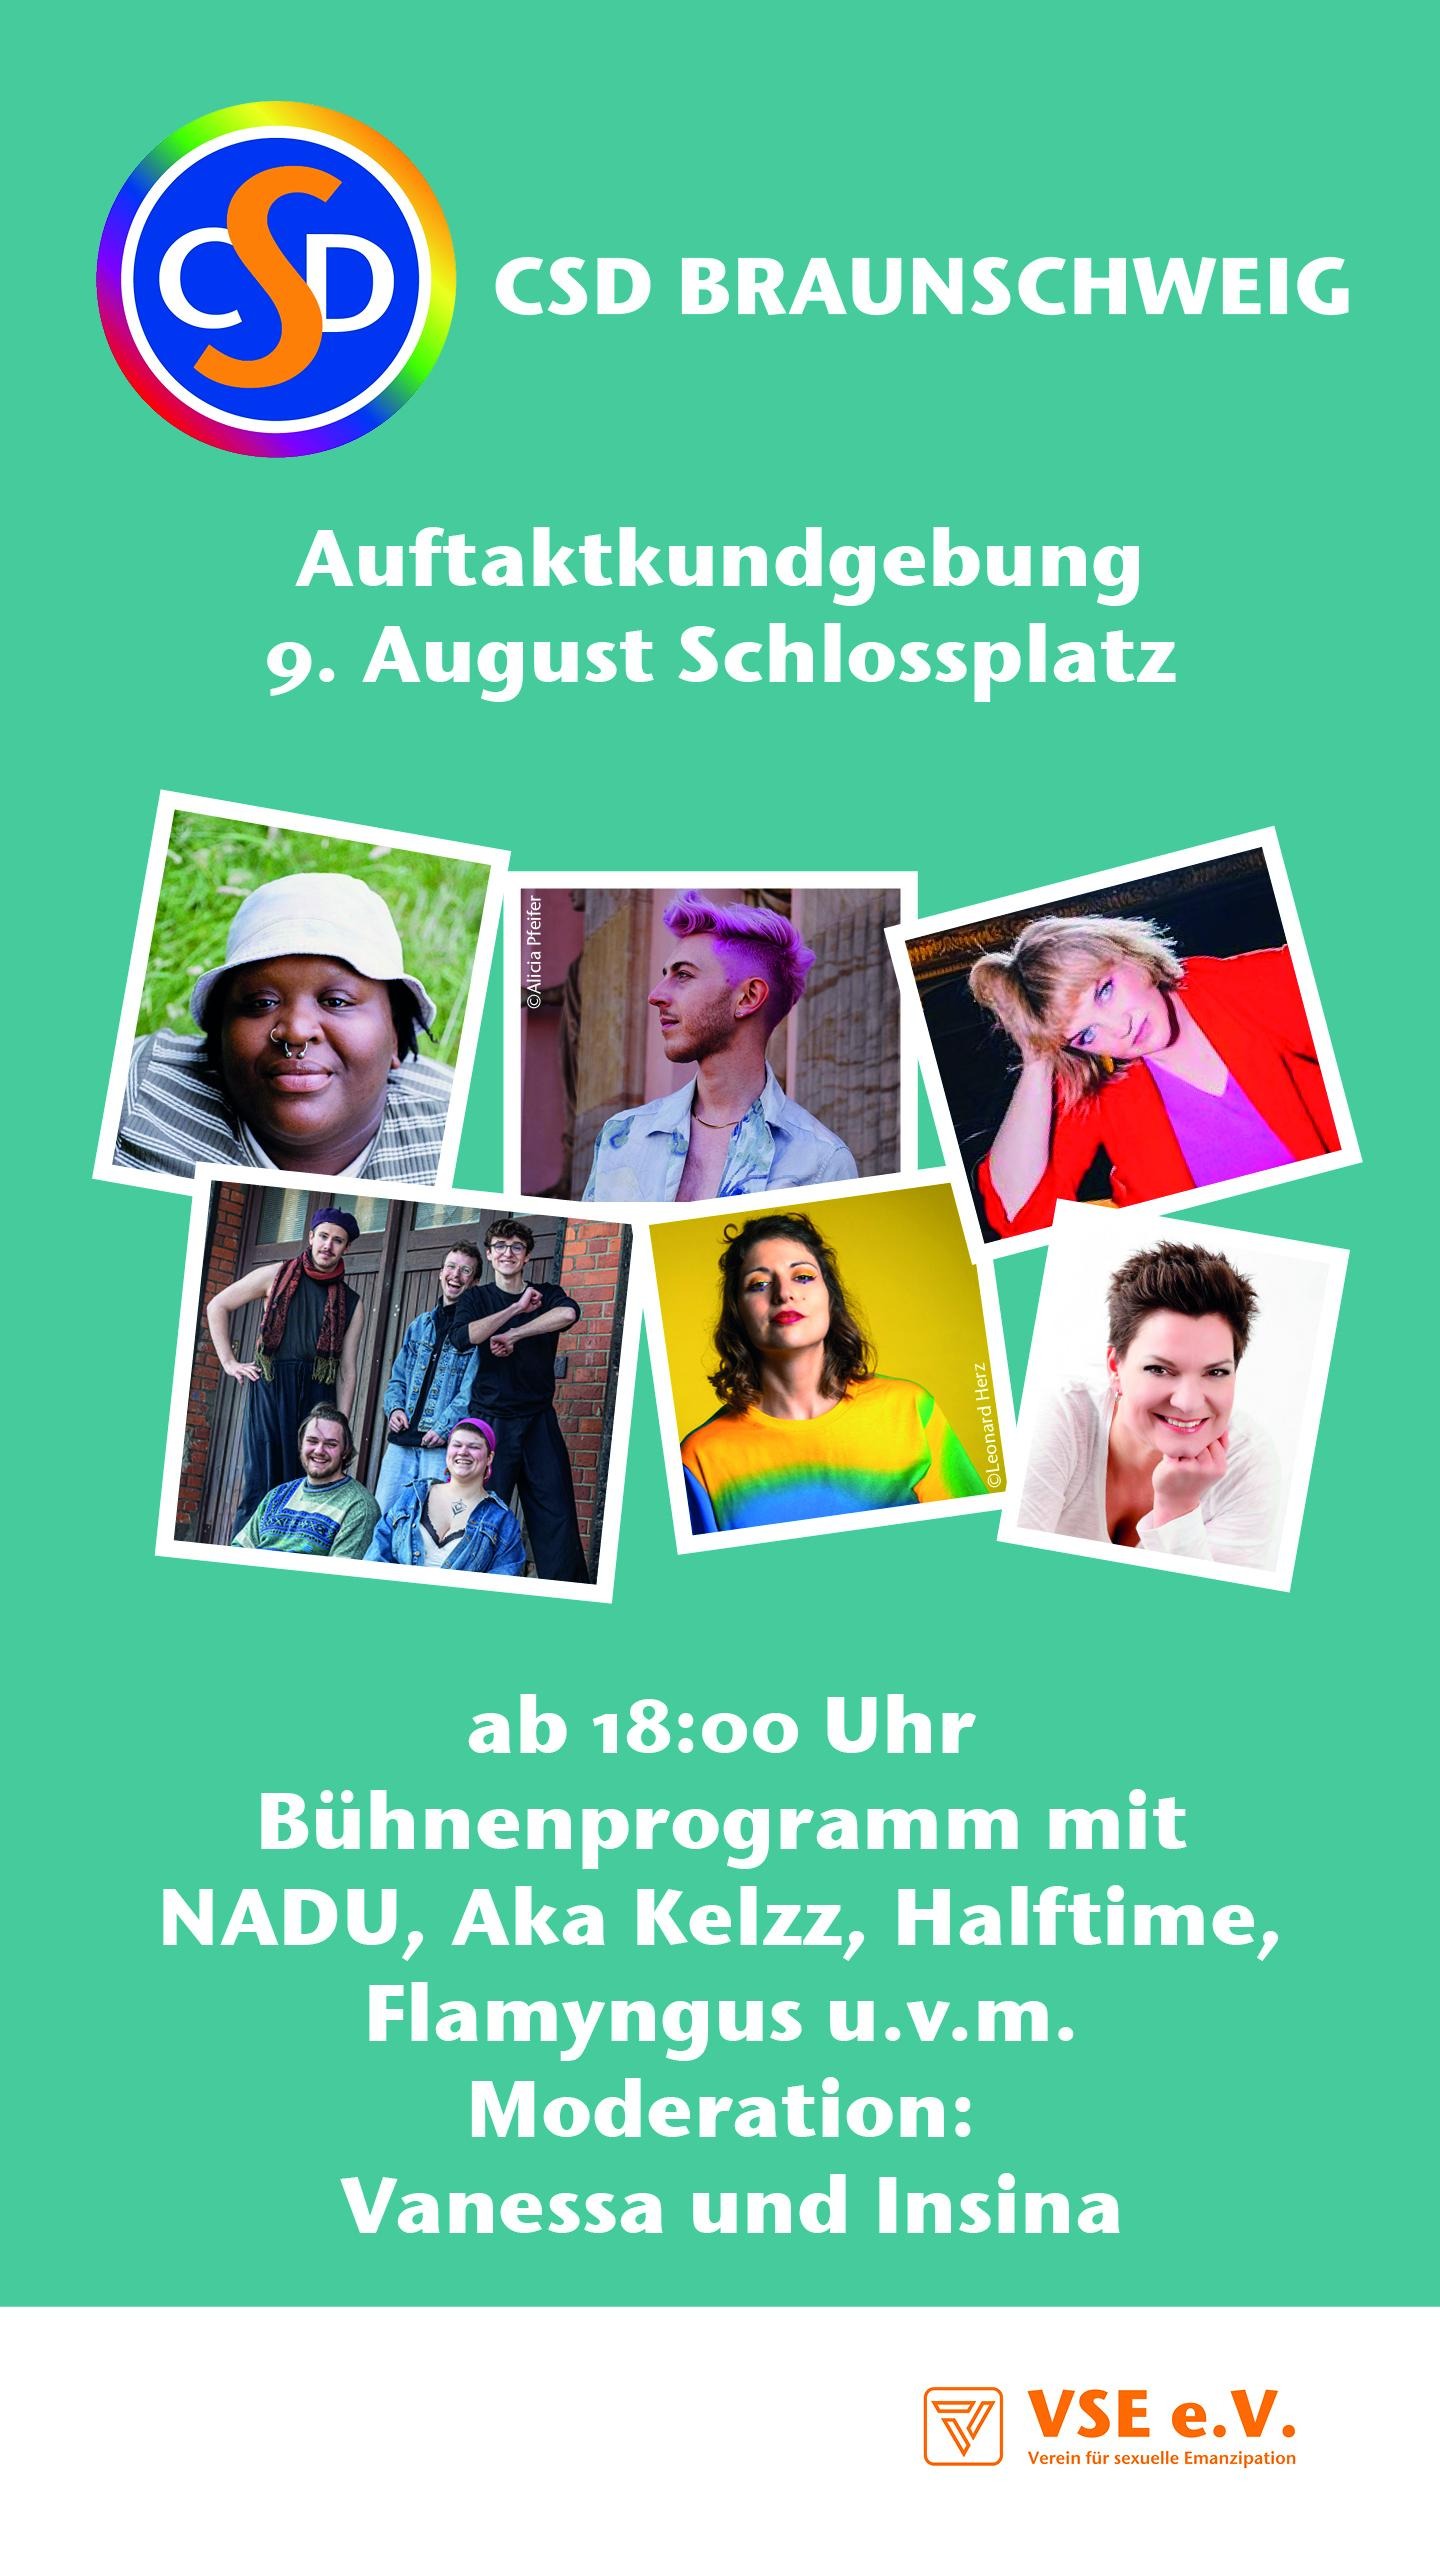 CSD
CSD BRAUNSCHWEIG
Auftaktkundgebung
9. August Schlossplatz
©Alicia Pfeifer
©Leonard Herz
ab 18:00 Uhr
Bühnenprogramm mit
NADU, Aka Kelzz, Halftime,
Flamyngus u.v.m.
Moderation:
Vanessa und Insina
VSE e.V.
Verein für sexuelle Emanzipation